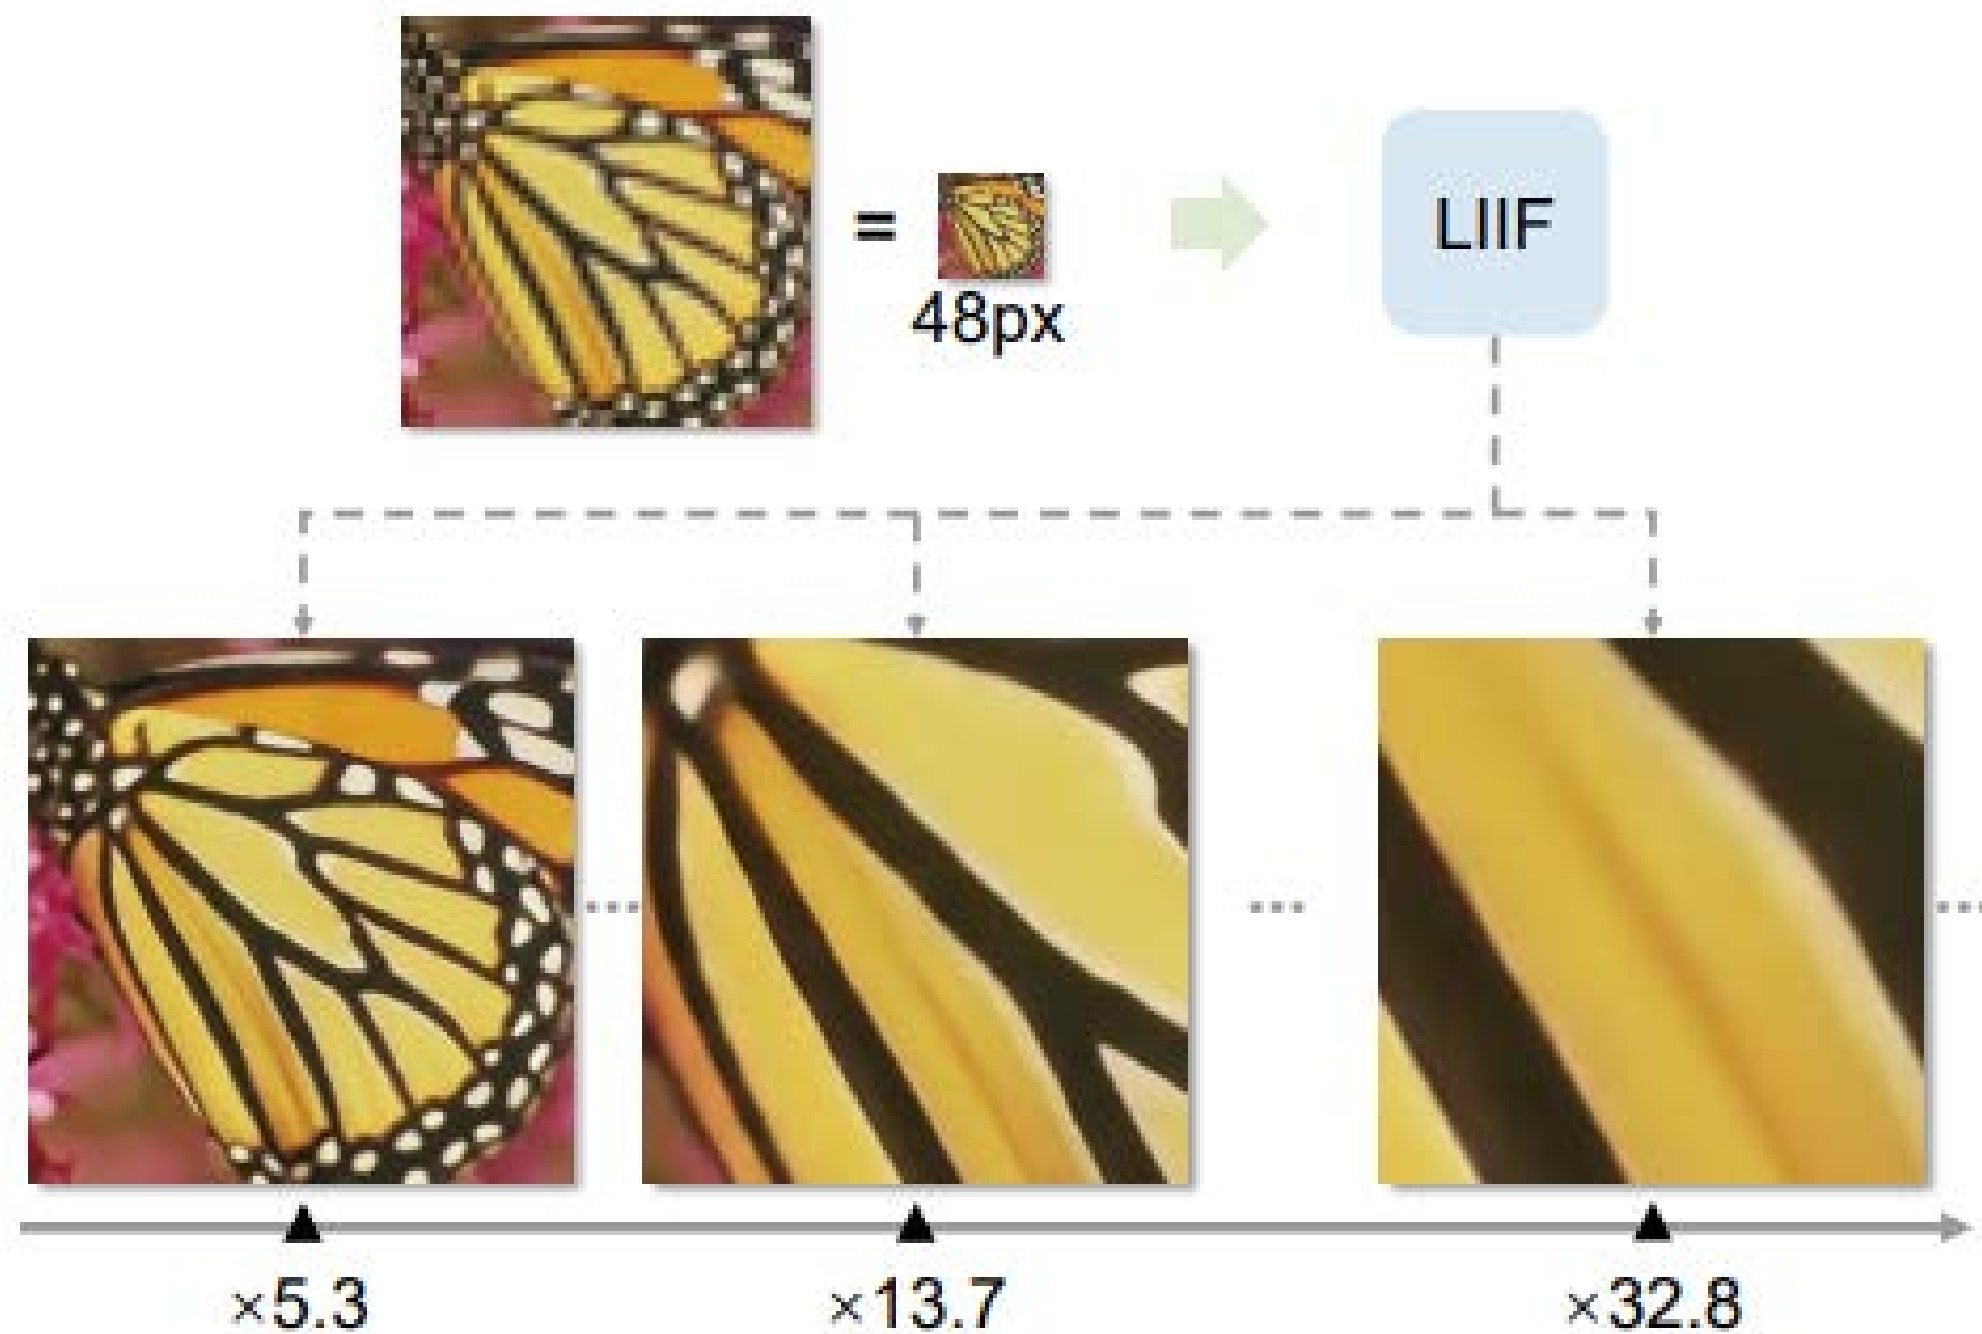 =
48px
LIIF
×5.3
×13.7
×32.8